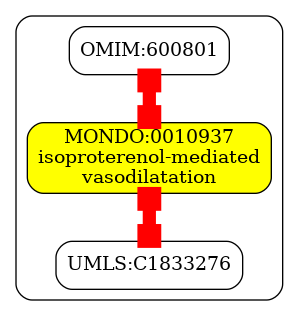 OMIM:600801
MONDO:0010937
isoproterenol-mediated
vasodilatation
UMLS:C1833276